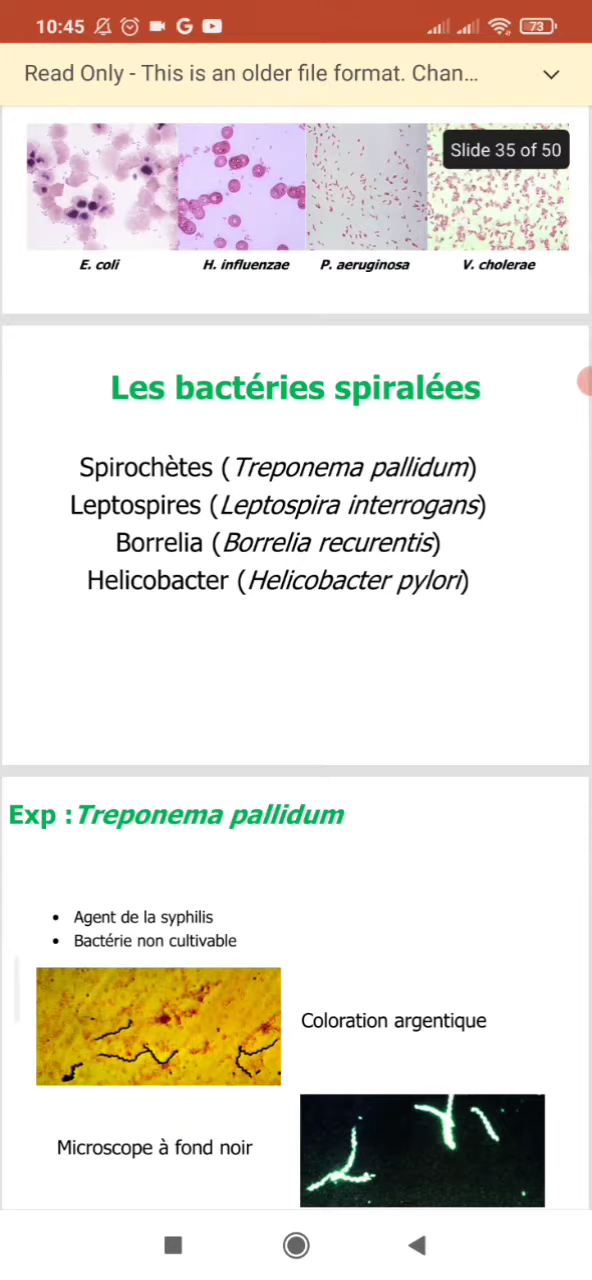 10:45 G 73
Read Only - This is an older file format. Chan...
Slide 35 of 50
E. coli H. influenzae P. aeruginosa V. cholerae
Les bactéries spiralées
Spirochètes (Treponema pallidum)
Leptospires (Leptospira interrogans)
Borrelia (Borrelia recurentis)
Helicobacter (Helicobacter pylori)
Exp : Treponema pallidum
• Agent de la syphilis
• Bactérie non cultivable
Coloration argentique
Microscope à fond noir